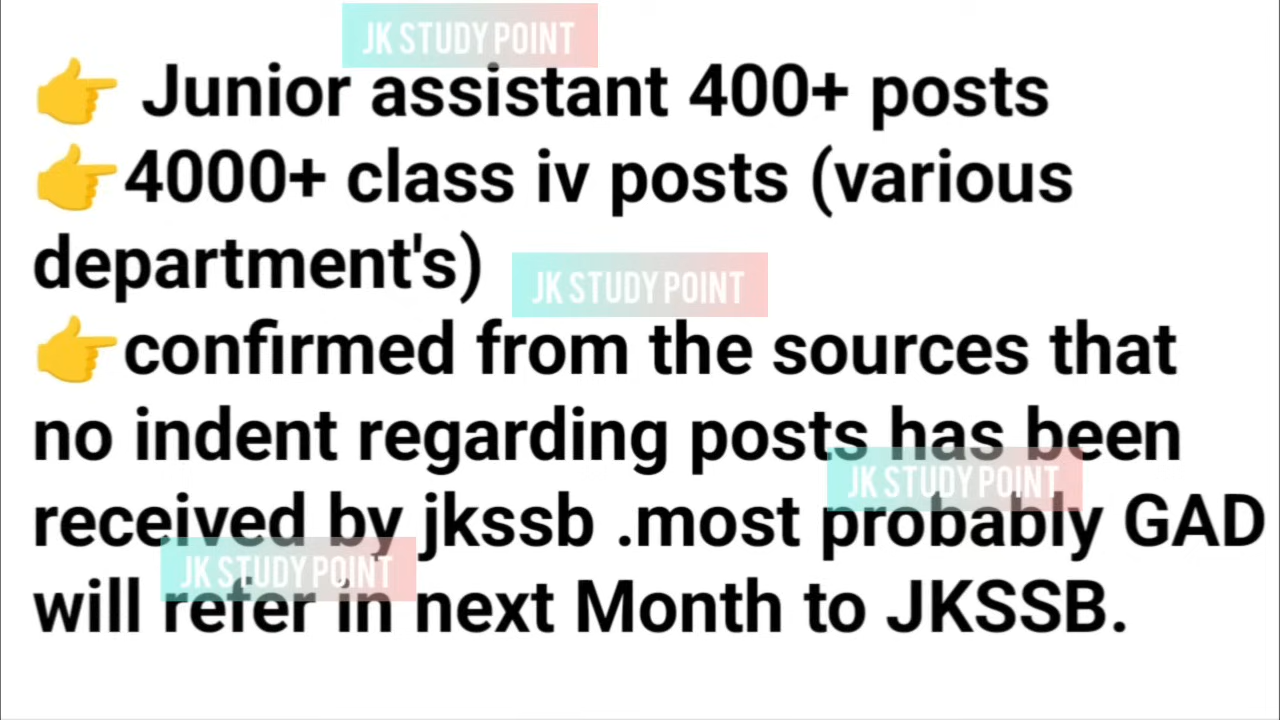 JK STUDY POINT
👉 Junior assistant 400+ posts
👉4000+ class iv posts (various
department's)
JK STUDY POINT
👉confirmed from the sources that
no indent regarding posts has been
JK STUDY POINT
received by jkssb .most probably GAD
JK STUDY POINT
will refer in next Month to JKSSB.